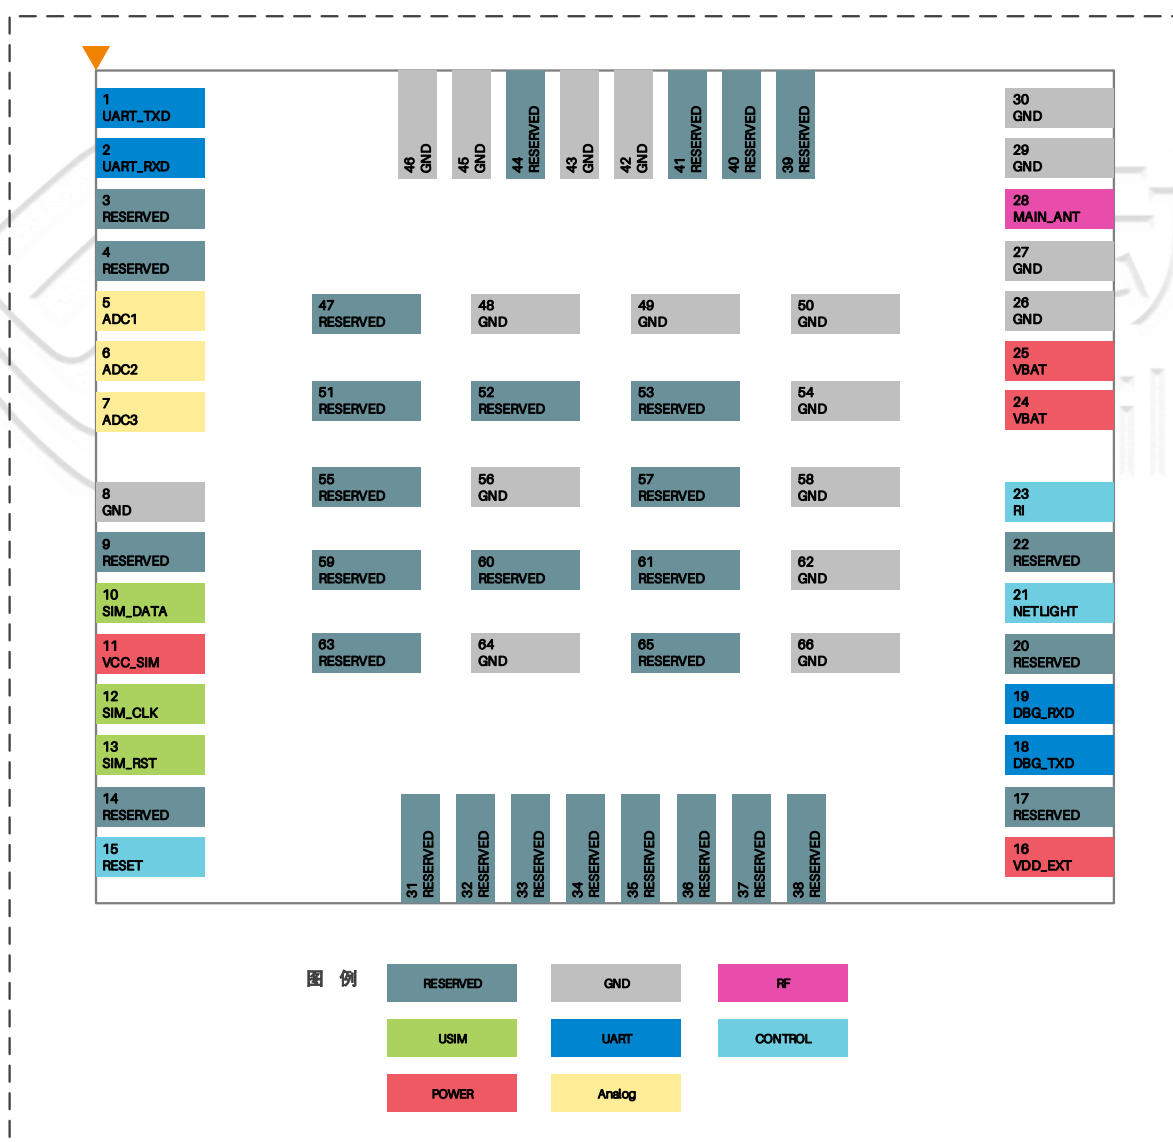 1
UART_TXD
2
UART_RXD
3
RESERVED
4
RESERVED
5
ADC1
6
ADC2
7
ADC3
8
GND
9
RESERVED
10
SIM_DATA
11
VCC_SIM
12
SIM_CLK
13
SIM_RST
14
RESERVED
15
RESET
46
GND
45
GND
44
RESERVED
43
GND
42
GND
41
RESERVED
40
RESERVED
39
RESERVED
47
RESERVED
48
GND
49
GND
50
GND
51
RESERVED
52
RESERVED
53
RESERVED
54
GND
55
RESERVED
56
GND
57
RESERVED
58
GND
59
RESERVED
60
RESERVED
61
RESERVED
62
GND
63
RESERVED
64
GND
65
RESERVED
66
GND
31
RESERVED
32
RESERVED
33
RESERVED
34
RESERVED
35
RESERVED
36
RESERVED
37
RESERVED
38
RESERVED
30
GND
29
GND
28
MAIN_ANT
27
GND
26
GND
25
VBAT
24
VBAT
23
RI
22
RESERVED
21
NETLIGHT
20
RESERVED
19
DBG_RXD
18
DBG_TXD
17
RESERVED
16
VDD_EXT
图 例
RESERVED
GND
RF
USIM
UART
CONTROL
POWER
Analog